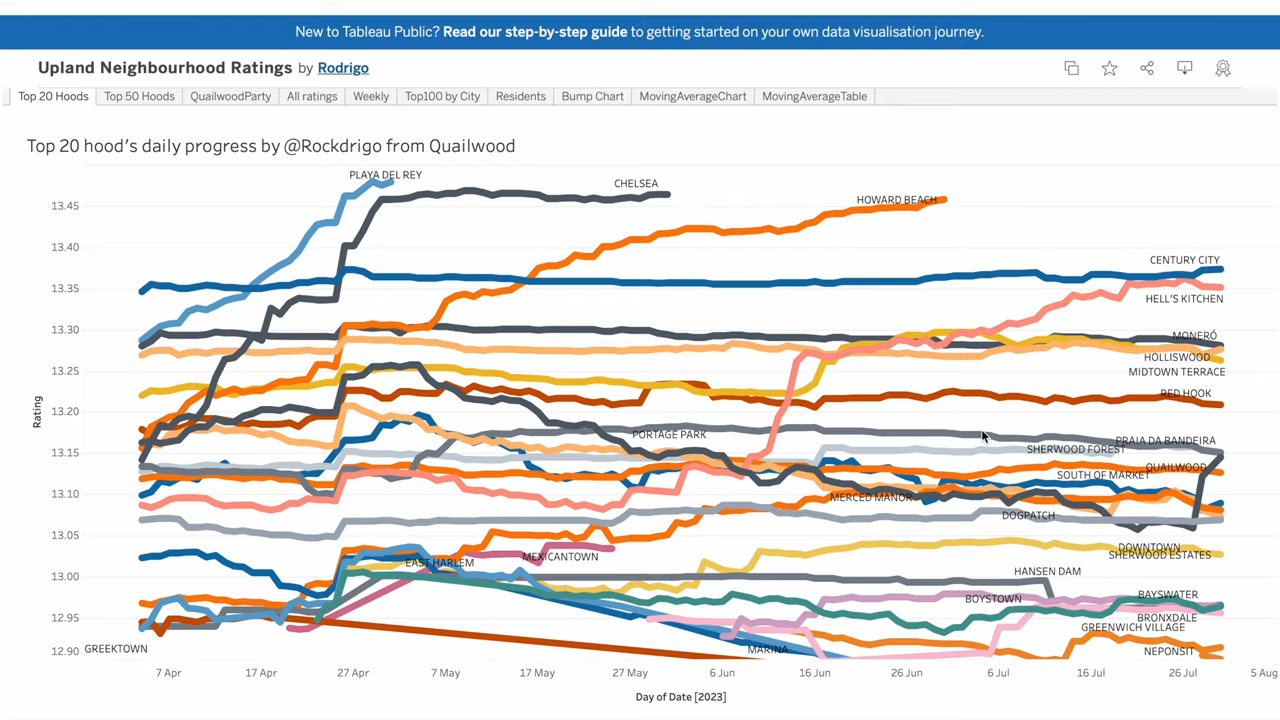 New to Tableau Public? Read our step-by-step guide to getting started on your own data visualisation journey.
Upland Neighbourhood Ratings by Rodrigo
Top 20 Hoods Top 50 Hoods QuailwoodParty All ratings Weekly Top100 by City Residents Bump Chart MovingAverageChart MovingAverageTable
Top 20 hood's daily progress by @Rockdrigo from Quailwood
PLAYA DEL REY
CHELSEA
13.45
HOWARD BEACH
13.40
CENTURY CITY
13.35
HELL'S KITCHEN
13.30
MONERÓ
HOLLISWOOD
13.25
MIDTOWN TERRACE
RED HOOK
13.20
Rating
PORTAGE PARK
PRAIA DA BANDEIRA
13.15
SHERWOOD FOREST
QUAILWOOD
SOUTH OF MARKET
13.10
MERCED MANOR
DOGPATCH
13.05
DOWNTOWN
SHERWOOD ESTATES
MEXICANTOWN
EAST HARLEM
13.00
HANSEN DAM
BAYSWATER
BOYSTOWN
12.95
BRONXDALE
GREENWICH VILLAGE
12.90
GREEKTOWN
MARINA
NEPONSIT
7 Apr 17 Apr 27 Apr 7 May 17 May 27 May 6 Jun 16 Jun 26 Jun 6 Jul 16 Jul 26 Jul 5 Aug
Day of Date [2023]